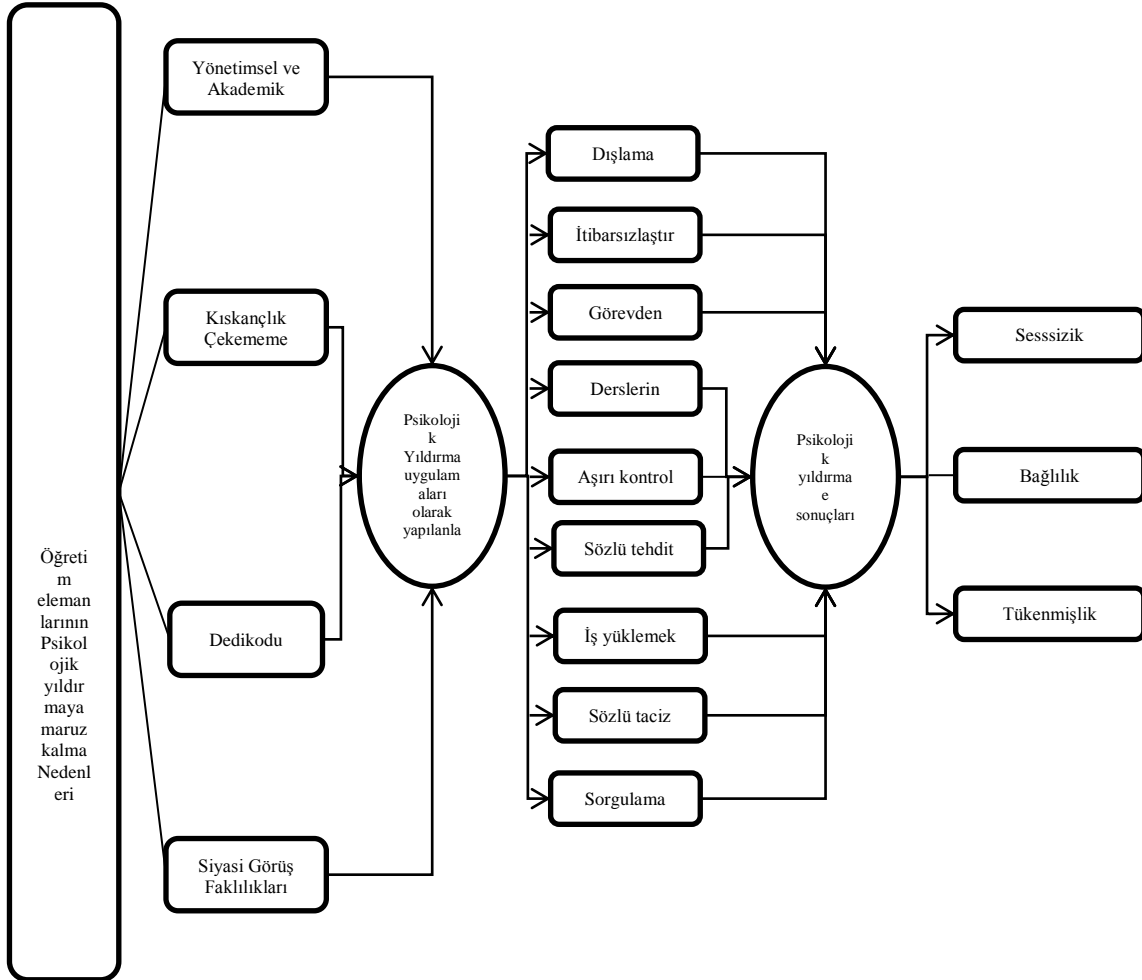 Öğreti
m
eleman
larının
Psikol
ojik
yıldır
maya
maruz
kalma
Nedenl
eri
Yönetimsel ve
Akademik
Kıskançlık
Çekememe
Dedikodu
Siyasi Görüş
Faklılıkları
Psikoloji
k
Yıldırma
uygulam
aları
olarak
yapılanla
Dışlama
İtibarsızlaştır
Görevden
Derslerin
Aşırı kontrol
Sözlü tehdit
İş yüklemek
Sözlü taciz
Sorgulama
Psikoloji
k
yıldırma
e
sonuçları
Sesssizik
Bağlılık
Tükenmişlik